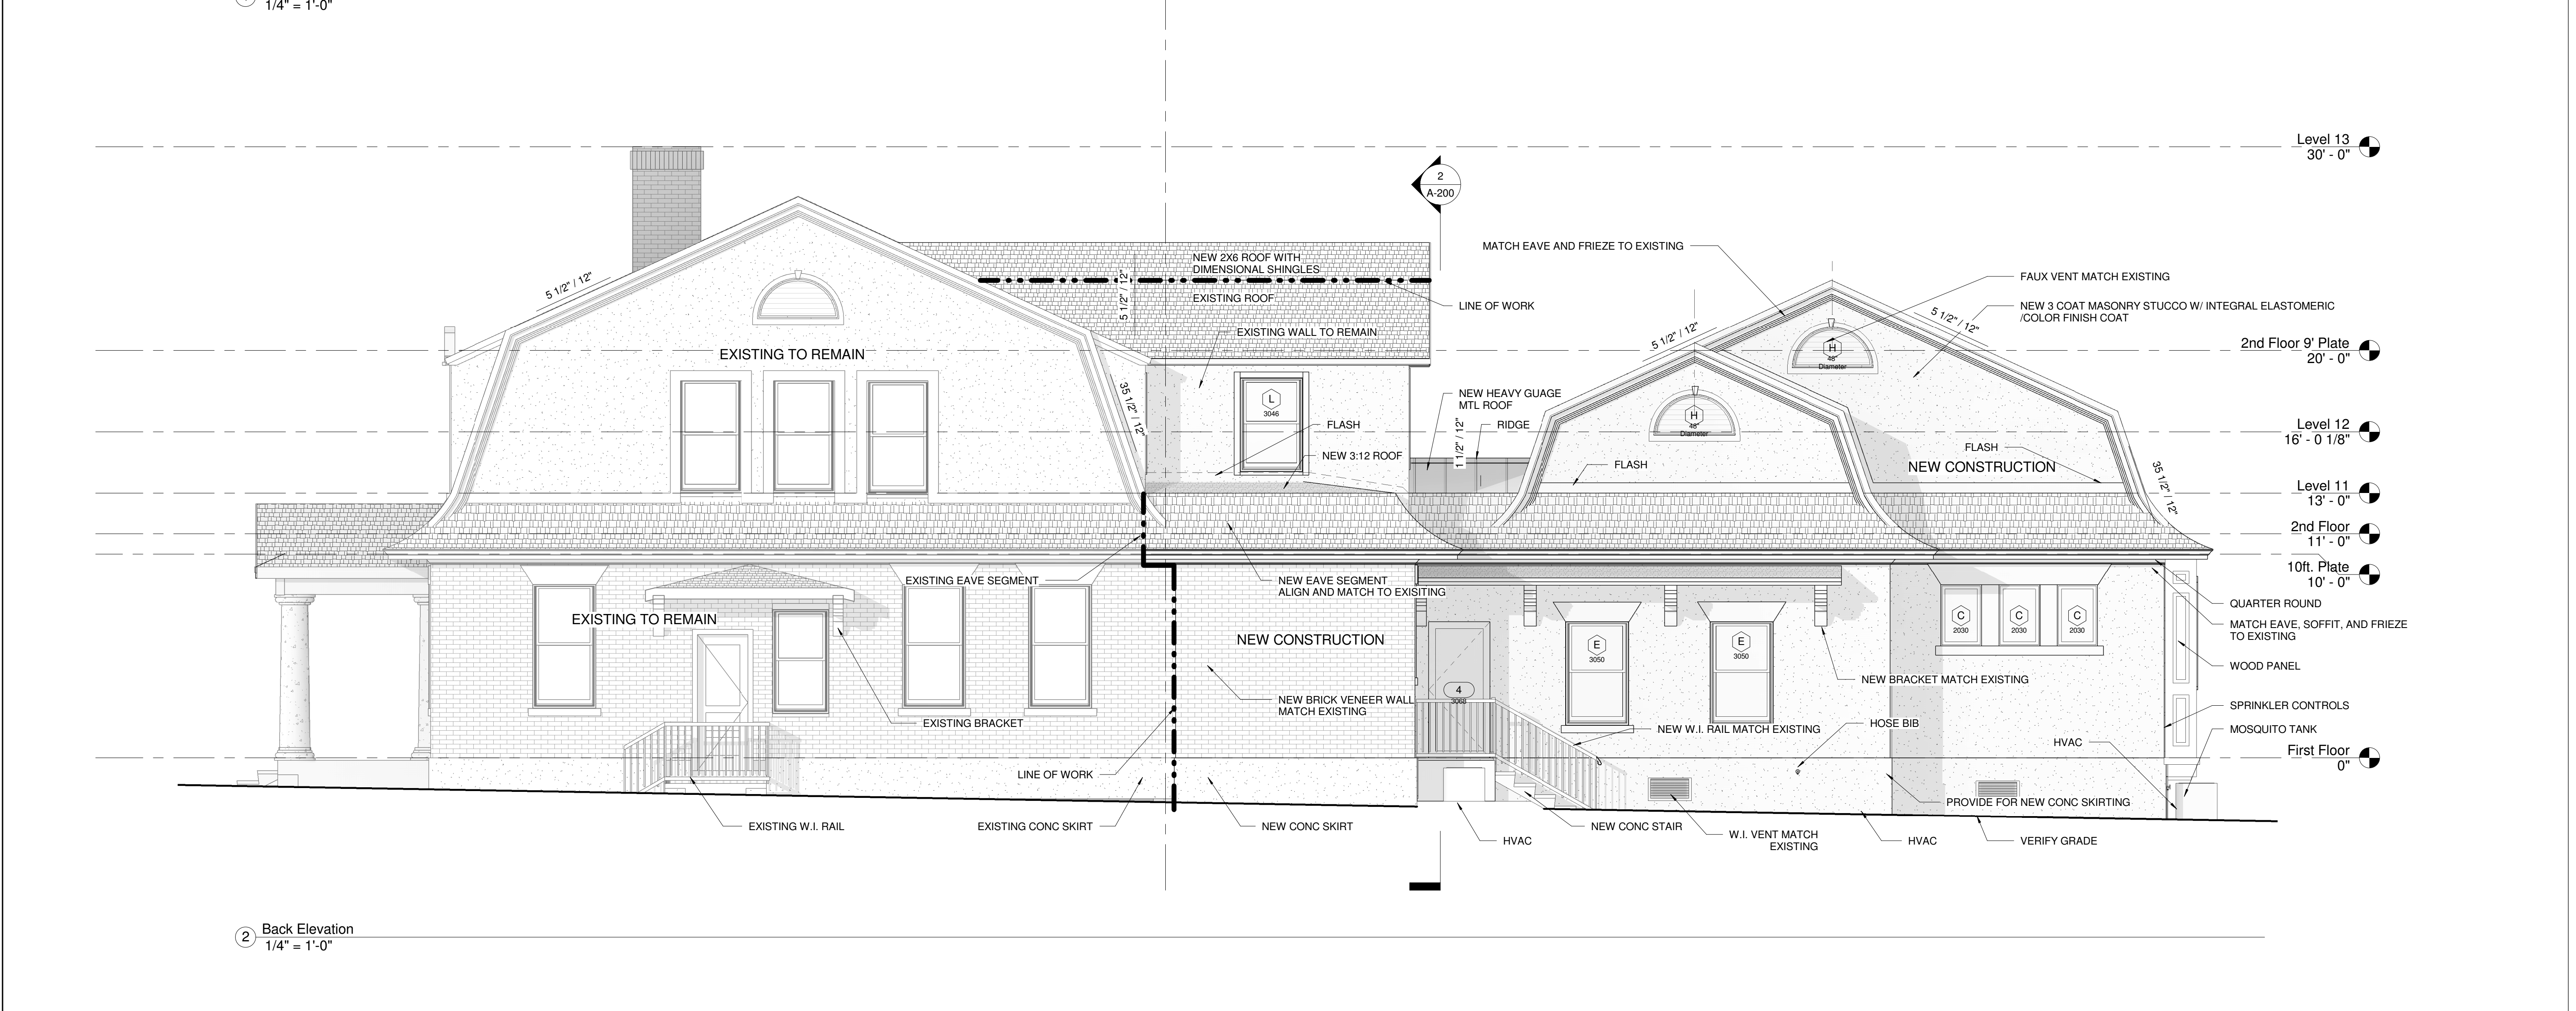 1/4" = 1'-0"
Level 13
30' - 0"
2
A-200
MATCH EAVE AND FRIEZE TO EXISTING
NEW 2X6 ROOF WITH
DIMENSIONAL SHINGLES
5 1/2" / 12"
5 1/2" / 12"
EXISTING ROOF
LINE OF WORK
FAUX VENT MATCH EXISTING
NEW 3 COAT MASONRY STUCCO W/ INTEGRAL ELASTOMERIC
/COLOR FINISH COAT
5 1/2" / 12"
5 1/2" / 12"
EXISTING WALL TO REMAIN
EXISTING TO REMAIN
H
48"
Diameter
2nd Floor 9' Plate
20' - 0"
35 1/2" / 12"
L
3046
NEW HEAVY GUAGE
MTL ROOF
H
48"
Diameter
FLASH
1 1/2" / 12"
RIDGE
Level 12
16' - 0 1/8"
NEW 3:12 ROOF
FLASH
FLASH
NEW CONSTRUCTION
35 1/2" / 12"
Level 11
13' - 0"
2nd Floor
11' - 0"
10ft. Plate
10' - 0"
EXISTING EAVE SEGMENT
NEW EAVE SEGMENT
ALIGN AND MATCH TO EXISITING
QUARTER ROUND
EXISTING TO REMAIN
C
2030
C
2030
C
2030
MATCH EAVE, SOFFIT, AND FRIEZE
TO EXISTING
NEW CONSTRUCTION
E
3050
E
3050
WOOD PANEL
NEW BRACKET MATCH EXISTING
4
3068
NEW BRICK VENEER WALL
MATCH EXISTING
SPRINKLER CONTROLS
EXISTING BRACKET
NEW W.I. RAIL MATCH EXISTING
HOSE BIB
MOSQUITO TANK
HVAC
First Floor
0"
LINE OF WORK
PROVIDE FOR NEW CONC SKIRTING
EXISTING W.I. RAIL
EXISTING CONC SKIRT
NEW CONC SKIRT
NEW CONC STAIR
HVAC
W.I. VENT MATCH
EXISTING
HVAC
VERIFY GRADE
2
Back Elevation
1/4" = 1'-0"